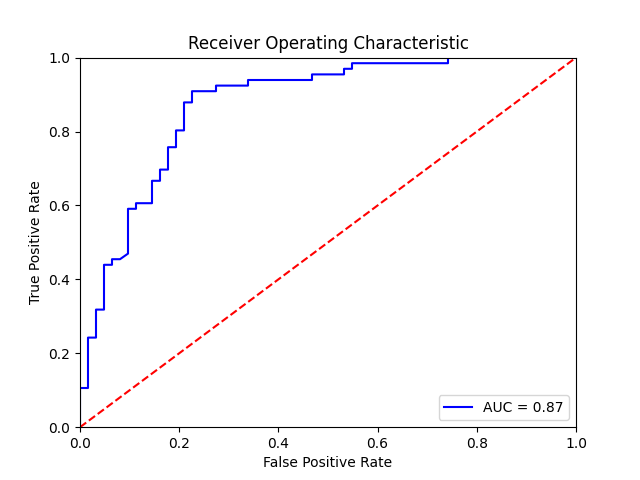 Receiver Operating Characteristic
True Positive Rate
1.0
0.8
0.6
0.4
0.2
0.0
AUC = 0.87
0.0 0.2 0.4 0.6 0.8 1.0
False Positive Rate